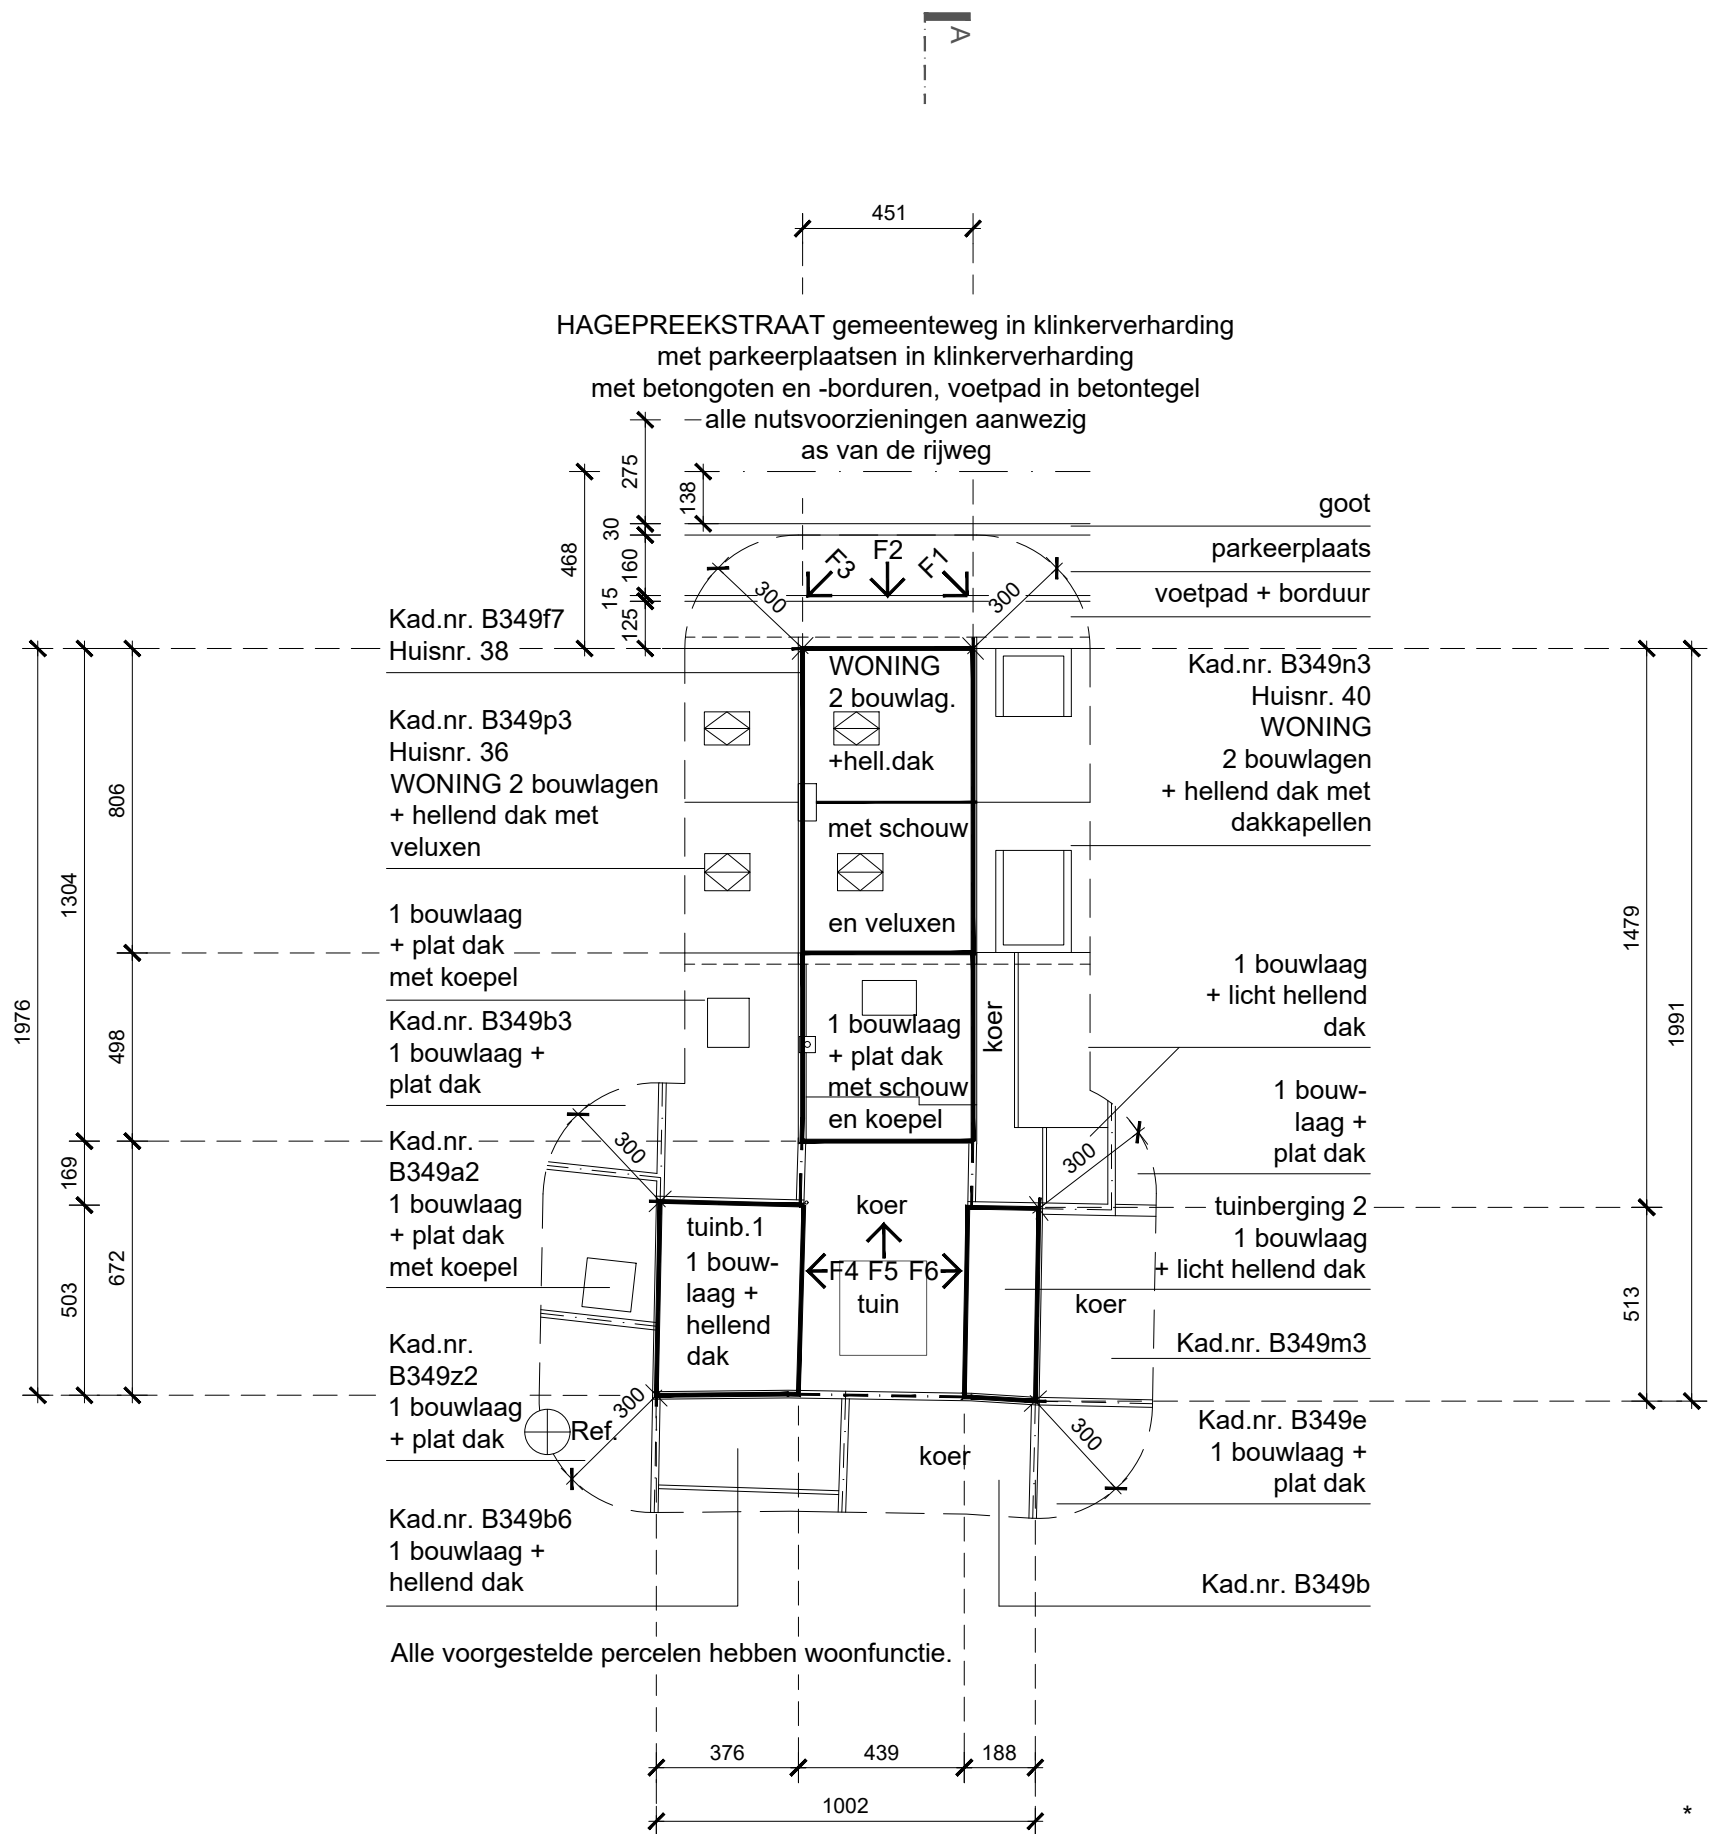 A
451
HAGEPREEKSTRAAT gemeenteweg in klinkerverharding
met parkeerplaatsen in klinkerverharding
met betongoten en -borduren, voetpad in betontegel
alle nutsvoorzieningen aanwezig
as van de rijweg
275
138
30
468
160
15
125
F3
F2
F1
300
300
goot
parkeerplaats
voetpad + borduur
Kad.nr. B349f7
Huisnr. 38
Kad.nr. B349p3
Huisnr. 36
WONING 2 bouwlagen
+ hellend dak met
veluxen
1 bouwlaag
+ plat dak
met koepel
Kad.nr. B349b3
1 bouwlaag +
plat dak
Kad.nr.
B349a2
1 bouwlaag
+ plat dak
met koepel
Kad.nr.
B349z2
1 bouwlaag
+ plat dak
Ref.
Kad.nr. B349b6
1 bouwlaag +
hellend dak
WONING
2 bouwlag.
+hell.dak
met schouw
en veluxen
1 bouwlaag
+ plat dak
met schouw
en koepel
koer
koer
F4 F5 F6
tuin
tuinb.1
1 bouw-
laag +
hellend
dak
koer
koer
300
300
300
300
Kad.nr. B349n3
Huisnr. 40
WONING
2 bouwlagen
+ hellend dak met
dakkapellen
1 bouwlaag
+ licht hellend
dak
1 bouw-
laag +
plat dak
tuinberging 2
1 bouwlaag
+ licht hellend dak
Kad.nr. B349m3
Kad.nr. B349e
1 bouwlaag +
plat dak
Kad.nr. B349b
1976
1304
169
503
806
498
672
1479
513
1991
Alle voorgestelde percelen hebben woonfunctie.
376
439
188
1002
*